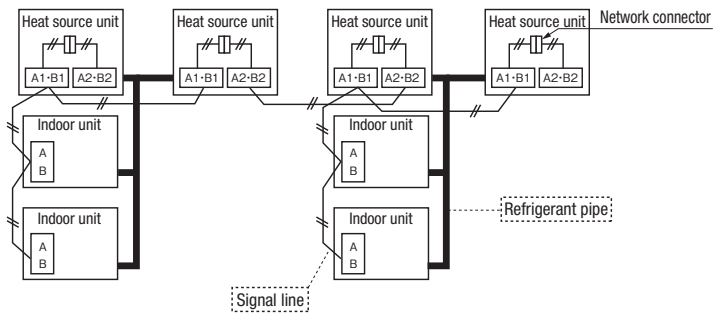 Heat source unit Heat source unit Heat source unit Heat source unit Network connector
A1·B1 A2·B2 A1·B1 A2·B2 A1·B1 A2·B2 A1·B1 A2·B2
Indoor unit Indoor unit
A A
B B
Indoor unit Indoor unit
Refrigerant pipe
A A
B B
Signal line